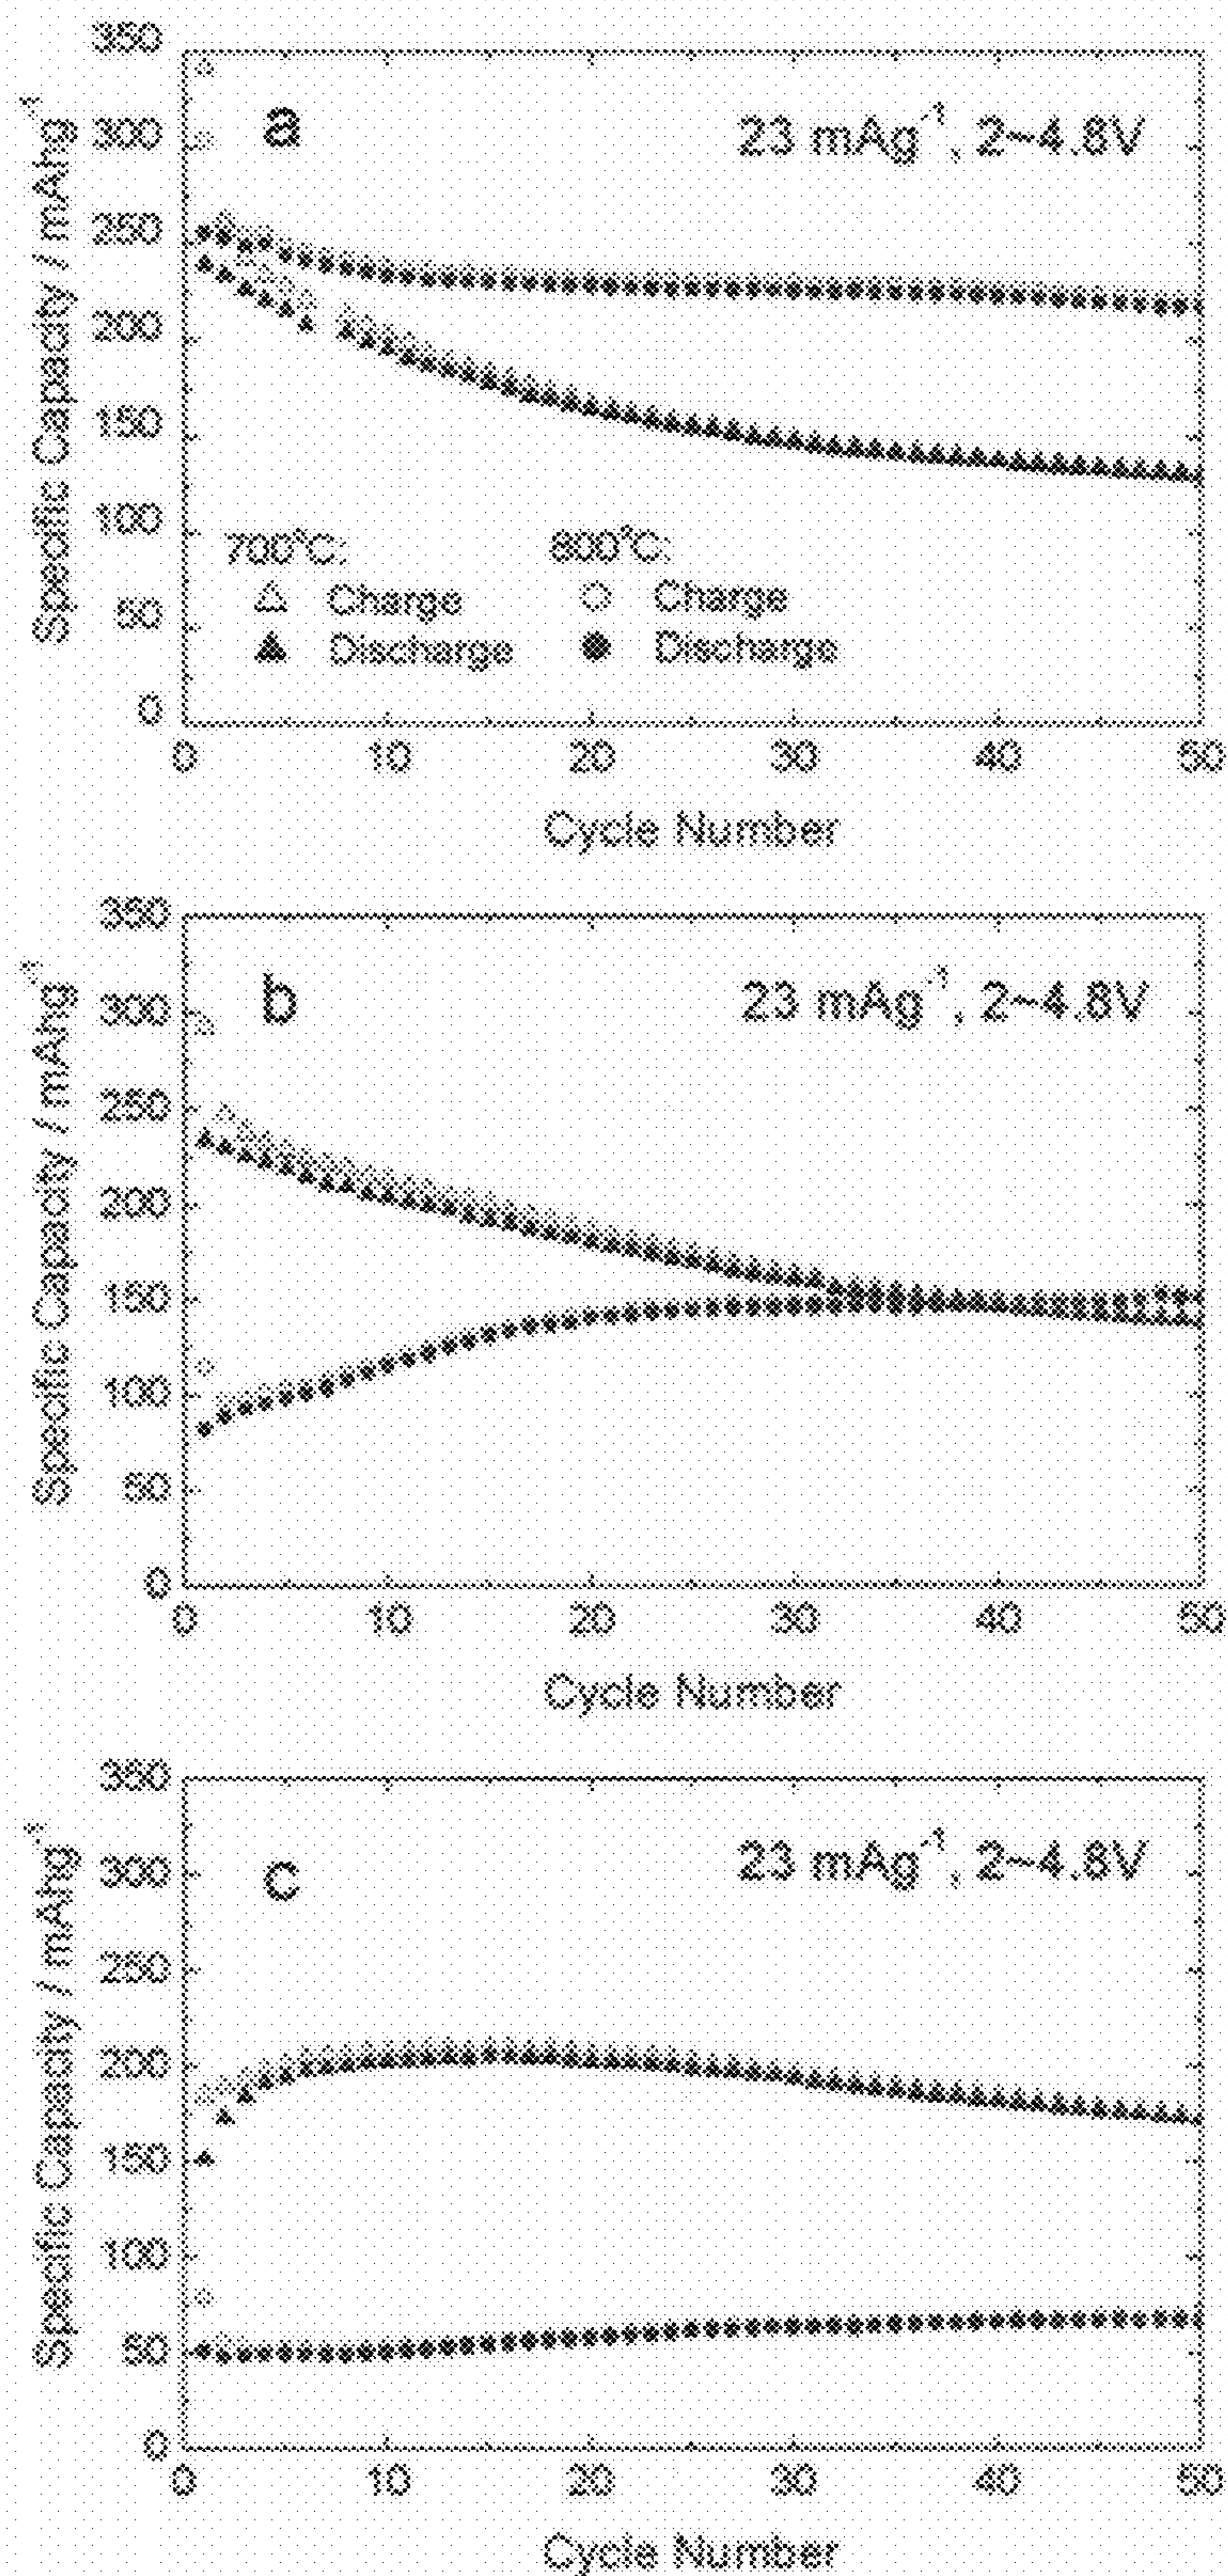 350
300
250
200
150
100
50
0
Specific Capacity / mAhg⁻¹
a
23 mAg⁻¹, 2~4.8V
700°C:
800°C:
Charge
Charge
Discharge
Discharge
0 10 20 30 40 50
Cycle Number
350
300
250
200
150
100
50
0
Specific Capacity / mAhg⁻¹
b
23 mAg⁻¹, 2~4.8V
0 10 20 30 40 50
Cycle Number
350
300
250
200
150
100
50
0
Specific Capacity / mAhg⁻¹
c
23 mAg⁻¹, 2~4.8V
0 10 20 30 40 50
Cycle Number